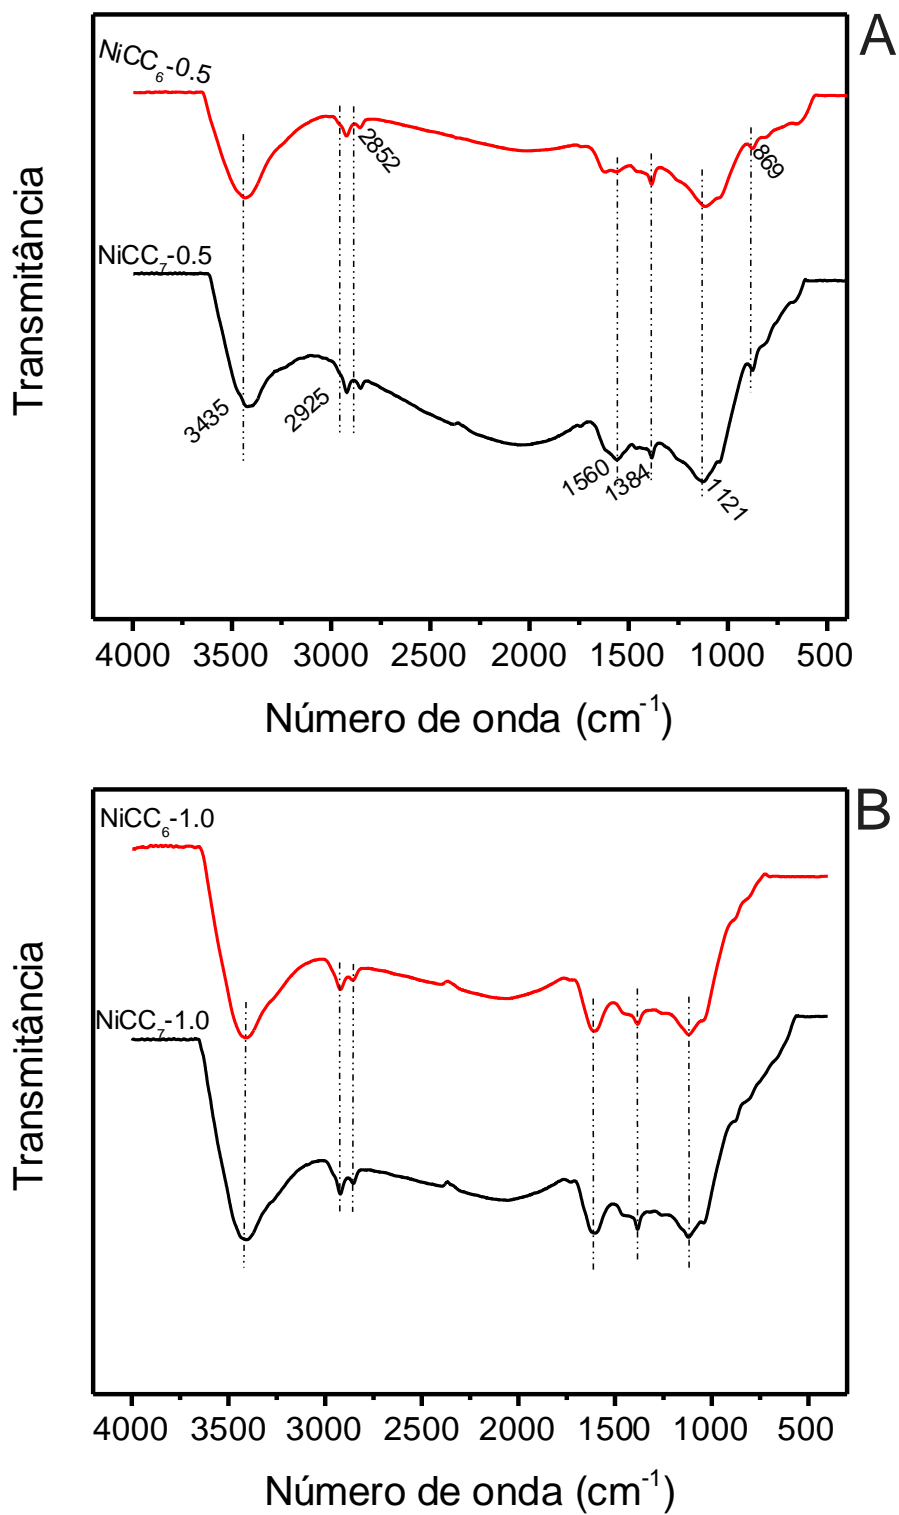 A
NiCC6-0.5
2852
869
NiCC7-0.5
Transmitância
3435
2925
1560
1384
1121
4000 3500 3000 2500 2000 1500 1000 500
Número de onda (cm-1)
B
NiCC6-1.0
Transmitância
NiCC7-1.0
4000 3500 3000 2500 2000 1500 1000 500
Número de onda (cm-1)